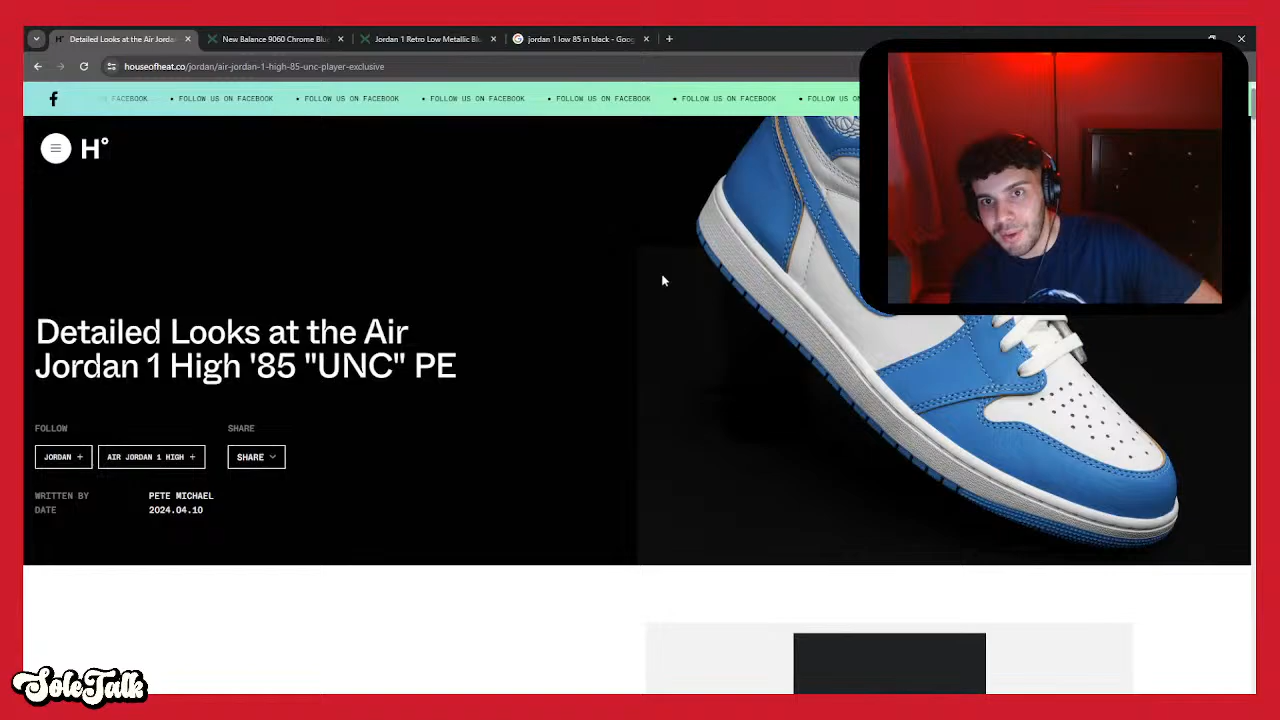 Detailed Looks at the Air Jorda
New Balance 9060 Chrome Blu
Jordan 1 Retro Low Metallic Blu
jordan 1 low 85 in black - Goog
houseofheat.co/jordan/air-jordan-1-high-85-unc-player-exclusive
FACEBOOK • FOLLOW US ON FACEBOOK • FOLLOW US ON FACEBOOK • FOLLOW US ON FACEBOOK • FOLLOW US ON FACEBOOK • FOLLOW US ON FACEBOOK • FOLLOW US ON
H°
Detailed Looks at the Air
Jordan 1 High '85 "UNC" PE
FOLLOW SHARE
JORDAN + AIR JORDAN 1 HIGH + SHARE
WRITTEN BY PETE MICHAEL
DATE 2024.04.10
SoleTalk